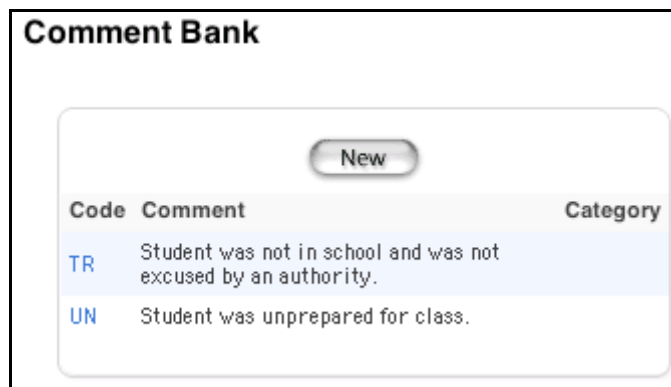 Comment Bank
New
Code Comment Category
TR Student was not in school and was not
excused by an authority.
UN Student was unprepared for class.